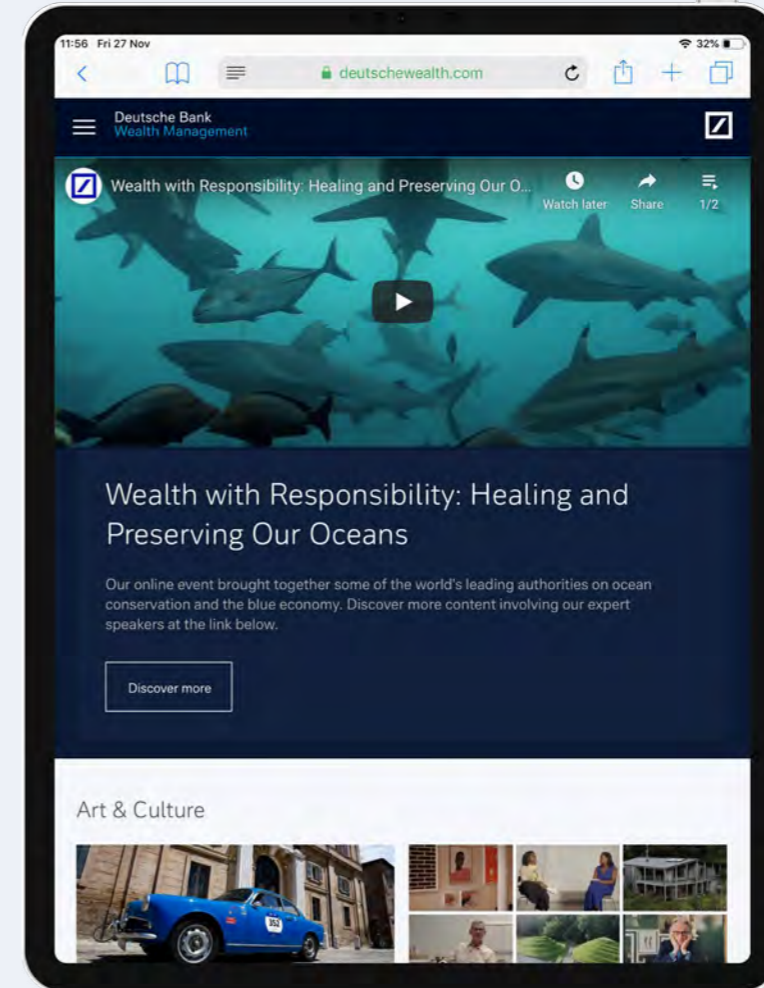 11:56 Fri 27 Nov
32%
deutschewealth.com
Deutsche Bank
Wealth Management
Wealth with Responsibility: Healing and Preserving Our O...
Watch later
Share
1/2
Wealth with Responsibility: Healing and
Preserving Our Oceans
Our online event brought together some of the world's leading authorities on ocean
conservation and the blue economy. Discover more content involving our expert
speakers at the link below.
Discover more
Art & Culture
352